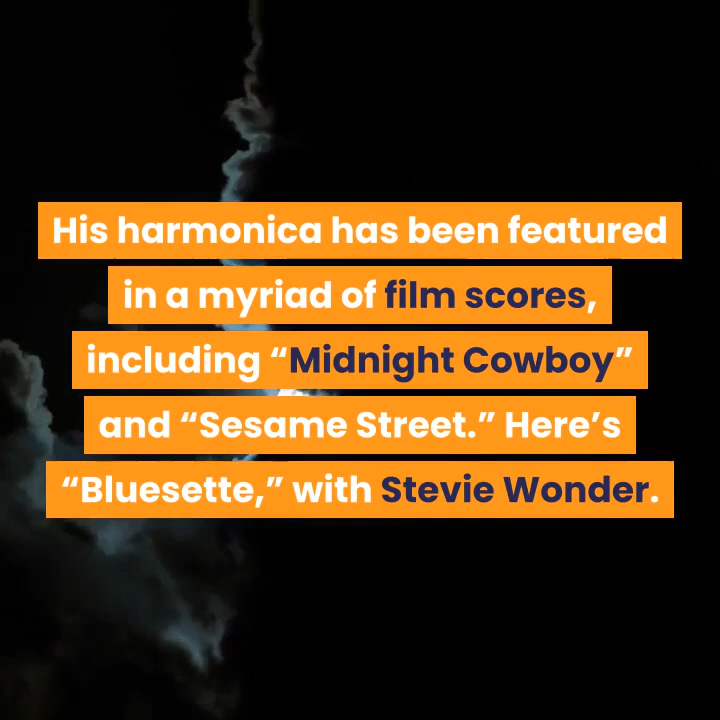 His harmonica has been featured
in a myriad of film scores,
including “Midnight Cowboy”
and “Sesame Street.” Here’s
“Bluesette,” with Stevie Wonder.